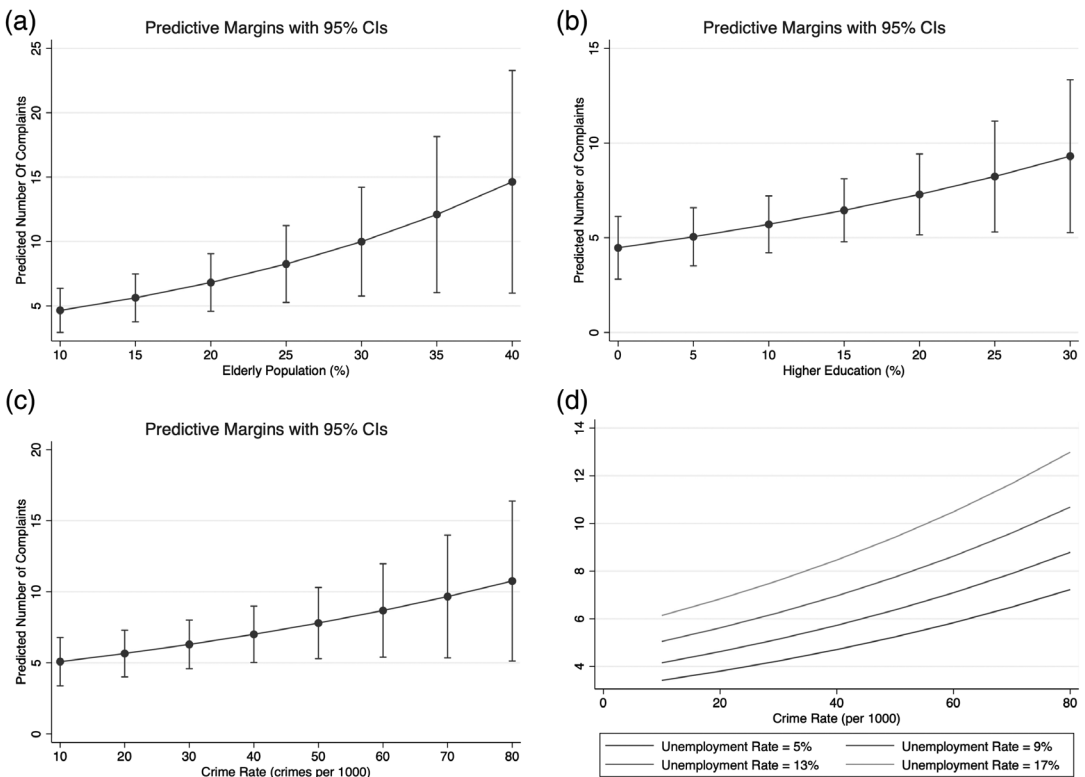 (a)
Predictive Margins with 95% CIs
Predicted Number Of Complaints
25
20
15
10
5
10 15 20 25 30 35 40
Elderly Population (%)
(b)
Predictive Margins with 95% CIs
Predicted Number of Complaints
15
10
5
0
0 5 10 15 20 25 30
Higher Education (%)
(c)
Predictive Margins with 95% CIs
Predicted Number of Complaints
20
15
10
5
0
10 20 30 40 50 60 70 80
Crime Rate (crimes per 1000)
(d)
14
12
10
8
6
4
0 20 40 60 80
Crime Rate (per 1000)
Unemployment Rate = 5% Unemployment Rate = 9%
Unemployment Rate = 13% Unemployment Rate = 17%